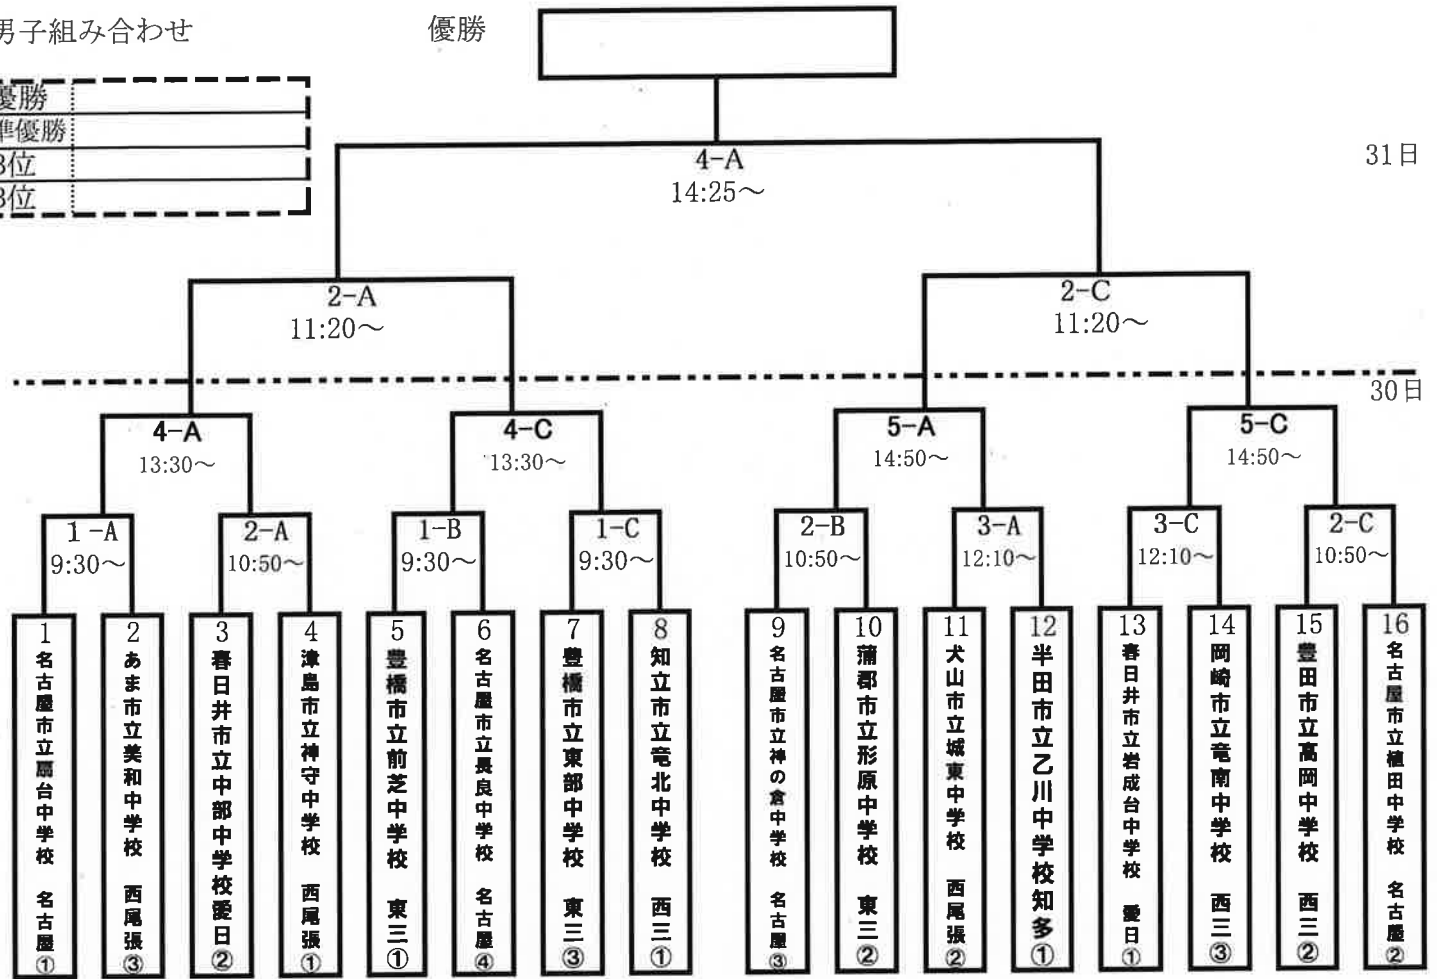 男子組み合わせ
優勝
優勝
準優勝
3位
3位
4-A
14:25～
31日
2-A
11:20～
2-C
11:20～
30日
4-A
13:30～
4-C
13:30～
5-A
14:50～
5-C
14:50～
1-A
9:30～
2-A
10:50～
1-B
9:30～
1-C
9:30～
2-B
10:50～
3-A
12:10～
3-C
12:10～
2-C
10:50～
1 名古屋市立扇台中学校 名古屋①
2 あま市立美和中学校 西尾張③
3 春日井市立中部中学校愛日②
4 津島市立神守中学校 西尾張①
5 豊橋市立前芝中学校 東三①
6 名古屋市立長良中学校 名古屋④
7 豊橋市立東部中学校 東三③
8 知立市立竜北中学校 西三①
9 名古屋市立神の倉中学校 名古屋③
10 蒲郡市立形原中学校 東三②
11 犬山市立城東中学校 西尾張②
12 半田市立乙川中学校知多①
13 春日井市立岩成台中学校 愛日①
14 岡崎市立竜南中学校 西三③
15 豊田市立高岡中学校 西三②
16 名古屋市立植田中学校 名古屋②